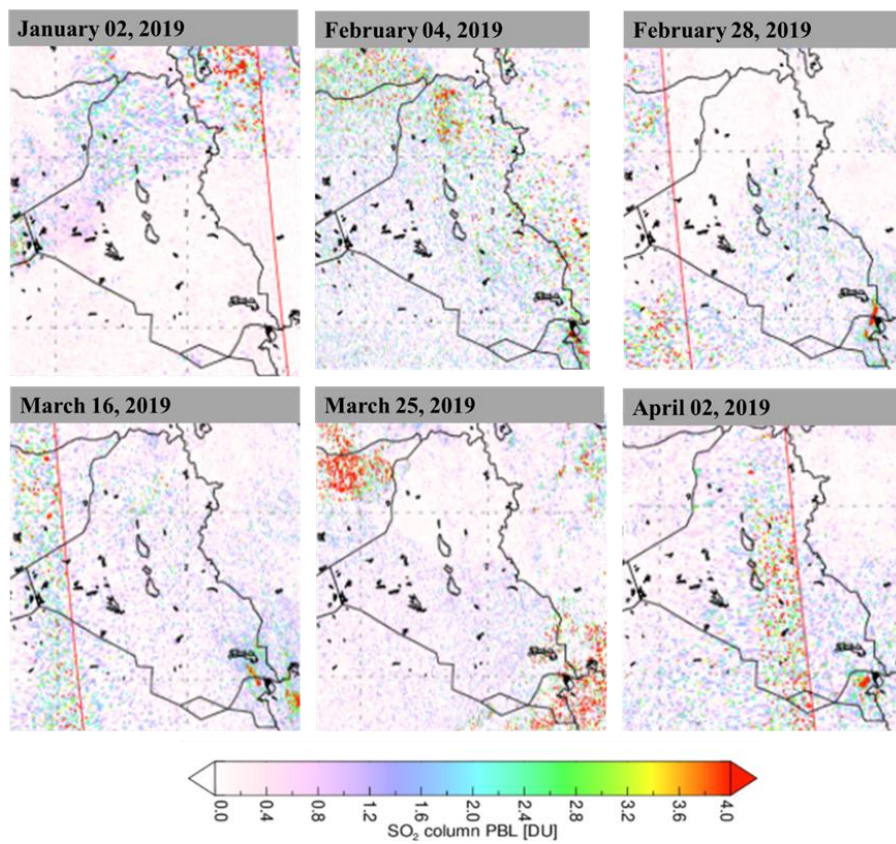 January 02, 2019
February 04, 2019
February 28, 2019
March 16, 2019
March 25, 2019
April 02, 2019
0.0 0.4 0.8 1.2 1.6 2.0 2.4 2.8 3.2 3.6 4.0
SO₂ column PBL [DU]